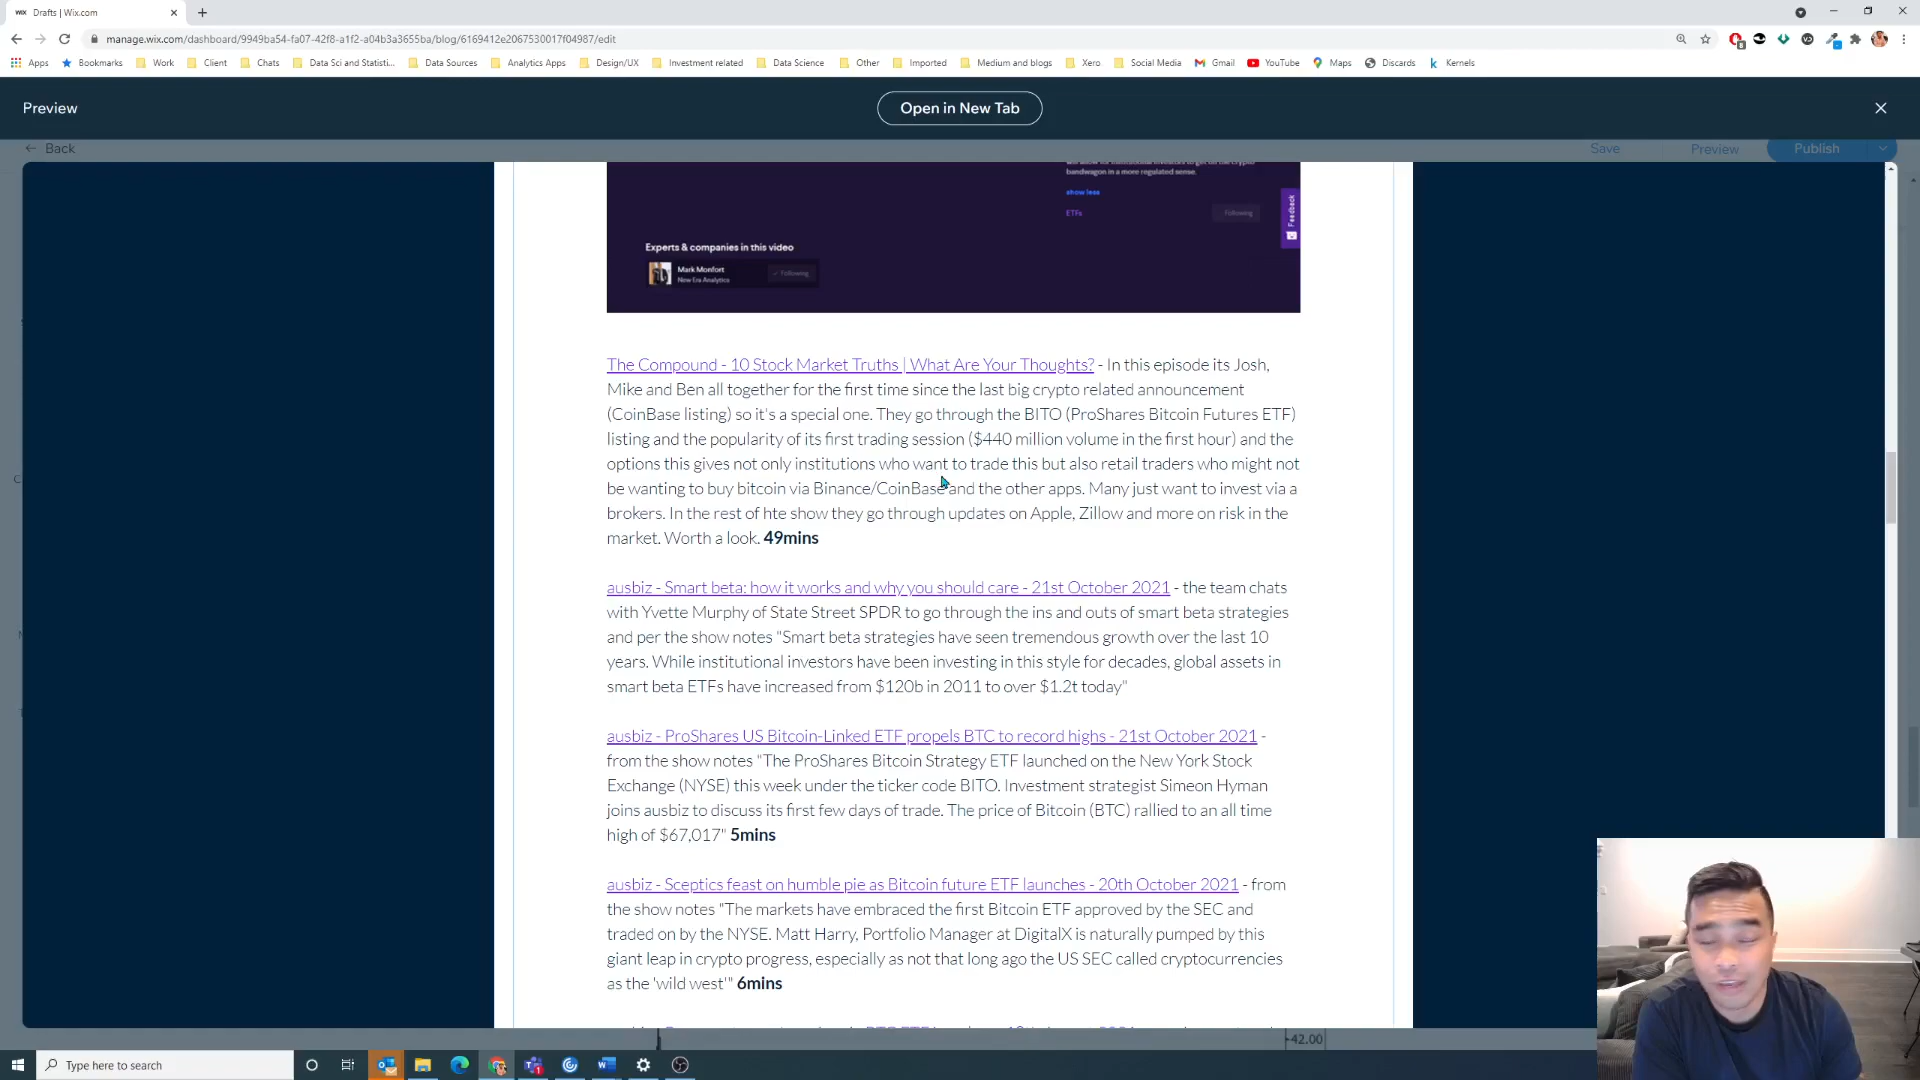 Drafts | Wix.com
manage.wix.com/dashboard/9949ba54-fa07-42f8-a1f2-a04b3a3655ba/blog/6169412e2067530017f04987/edit
Apps Bookmarks Work Client Chats Data Sci and Statisti... Data Sources Analytics Apps Design/UX Investment related Data Science Other Imported Medium and blogs Xero Social Media Gmail YouTube Maps Discards Kernels
Preview Open in New Tab
Back Save Preview Publish
bandwagon in a more regulated sense.
show less
ETFs Following
Feedback
Experts & companies in this video
Mark Monfort
New Era Analytics
Following
The Compound - 10 Stock Market Truths | What Are Your Thoughts? - In this episode its Josh,
Mike and Ben all together for the first time since the last big crypto related announcement
(CoinBase listing) so it's a special one. They go through the BITO (ProShares Bitcoin Futures ETF)
listing and the popularity of its first trading session ($440 million volume in the first hour) and the
options this gives not only institutions who want to trade this but also retail traders who might not
be wanting to buy bitcoin via Binance/CoinBase and the other apps. Many just want to invest via a
brokers. In the rest of hte show they go through updates on Apple, Zillow and more on risk in the
market. Worth a look. 49mins
ausbiz - Smart beta: how it works and why you should care - 21st October 2021 - the team chats
with Yvette Murphy of State Street SPDR to go through the ins and outs of smart beta strategies
and per the show notes "Smart beta strategies have seen tremendous growth over the last 10
years. While institutional investors have been investing in this style for decades, global assets in
smart beta ETFs have increased from $120b in 2011 to over $1.2t today"
ausbiz - ProShares US Bitcoin-Linked ETF propels BTC to record highs - 21st October 2021 -
from the show notes "The ProShares Bitcoin Strategy ETF launched on the New York Stock
Exchange (NYSE) this week under the ticker code BITO. Investment strategist Simeon Hyman
joins ausbiz to discuss its first few days of trade. The price of Bitcoin (BTC) rallied to an all time
high of $67,017" 5mins
ausbiz - Sceptics feast on humble pie as Bitcoin future ETF launches - 20th October 2021 - from
the show notes "The markets have embraced the first Bitcoin ETF approved by the SEC and
traded on by the NYSE. Matt Harry, Portfolio Manager at DigitalX is naturally pumped by this
giant leap in crypto progress, especially as not that long ago the US SEC called cryptocurrencies
as the 'wild west'" 6mins
-42.00
Type here to search